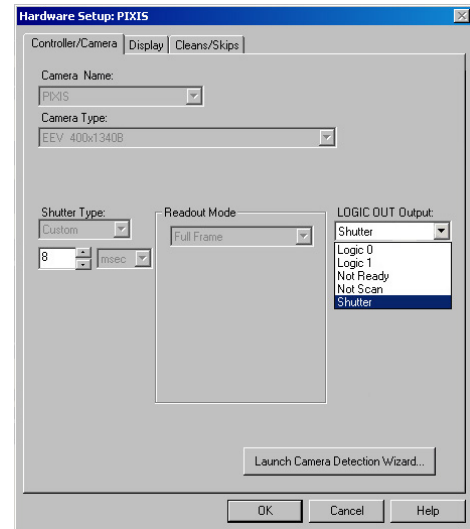 Hardware Setup: PIXIS
Controller/Camera Display Cleans/Skips
Camera Name:
PIXIS
Camera Type:
EEV 400x1340B
Shutter Type:
Custom
8 msec
Readout Mode
Full Frame
LOGIC OUT Output:
Shutter
Logic 0
Logic 1
Not Ready
Not Scan
Shutter
Launch Camera Detection Wizard...
OK Cancel Help